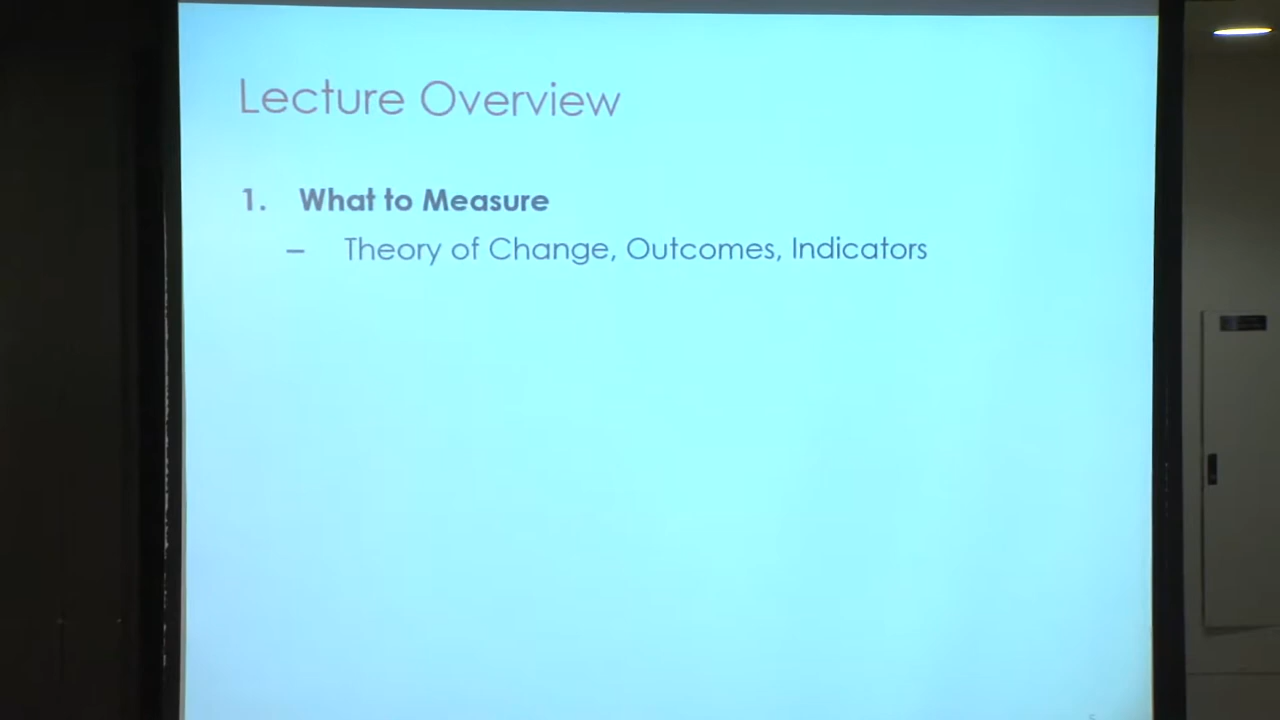 Lecture Overview
1. What to Measure
– Theory of Change, Outcomes, Indicators